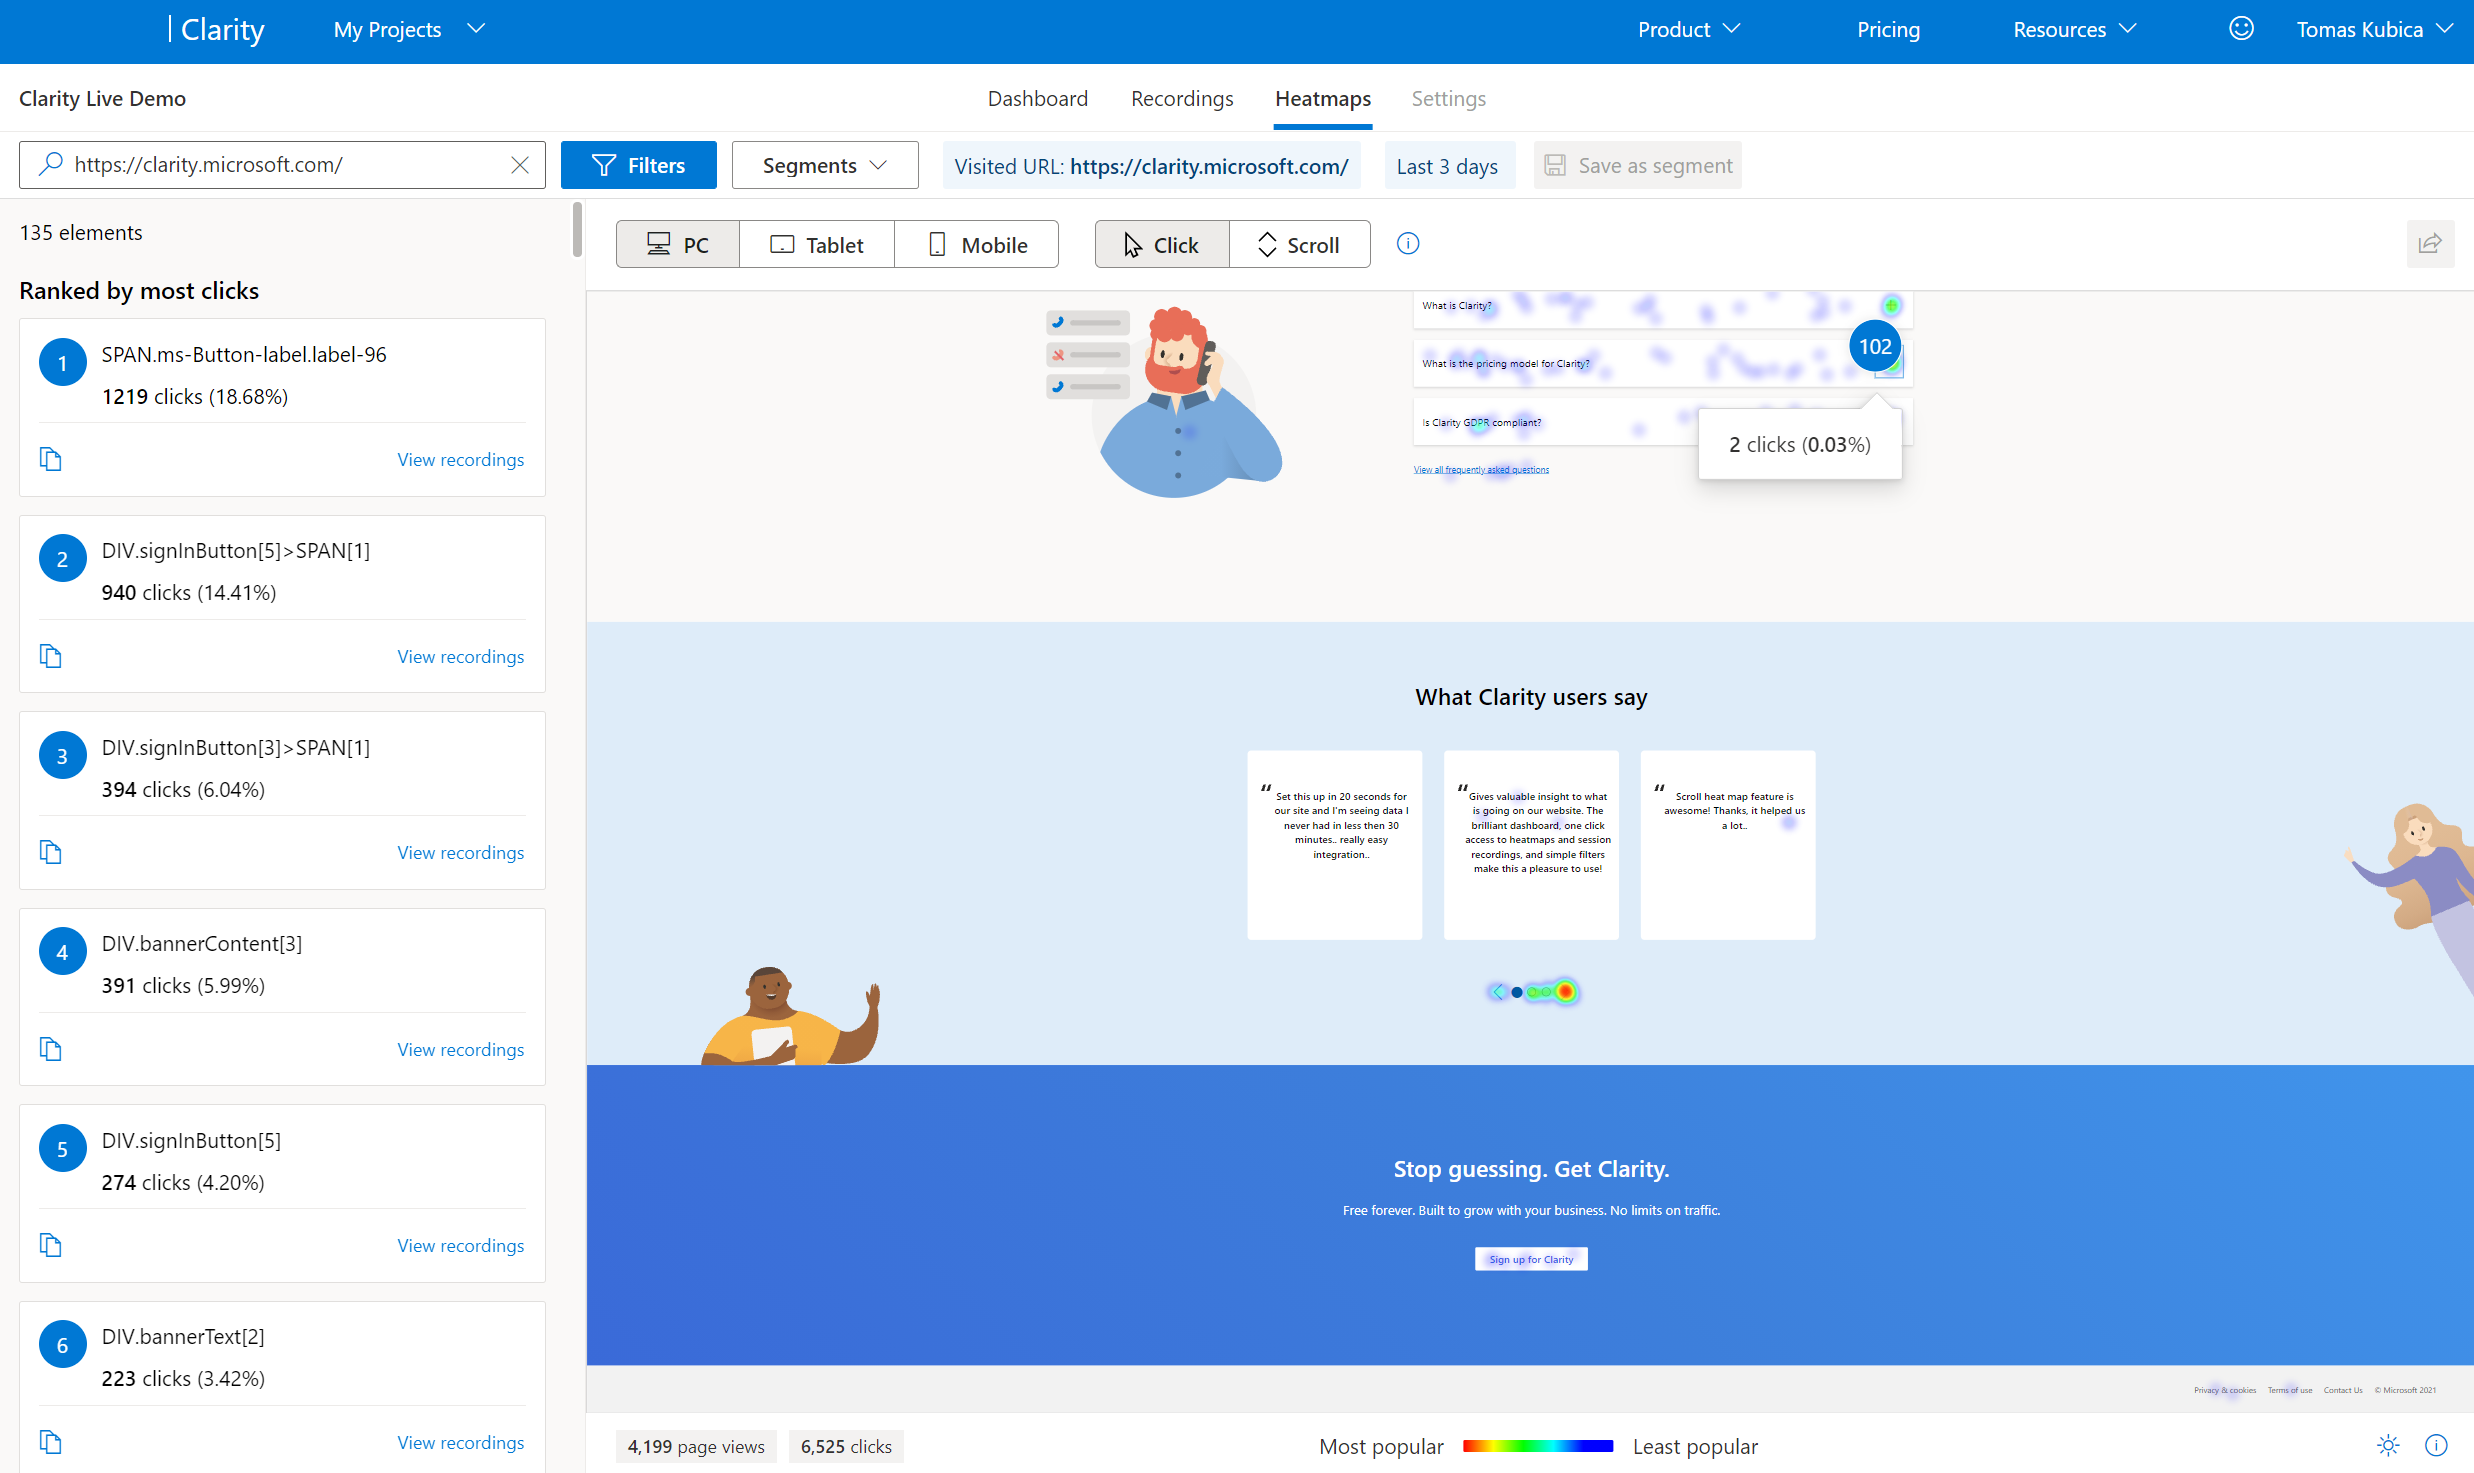 | Clarity
My Projects
Product
Pricing
Resources
Tomas Kubica
Clarity Live Demo
Dashboard
Recordings
Heatmaps
Settings
https://clarity.microsoft.com/
Filters
Segments
Visited URL: https://clarity.microsoft.com/
Last 3 days
Save as segment
135 elements
Ranked by most clicks
1
SPAN.ms-Button-label.label-96
1219 clicks (18.68%)
View recordings
2
DIV.signInButton[5]>SPAN[1]
940 clicks (14.41%)
View recordings
3
DIV.signInButton[3]>SPAN[1]
394 clicks (6.04%)
View recordings
4
DIV.bannerContent[3]
391 clicks (5.99%)
View recordings
5
DIV.signInButton[5]
274 clicks (4.20%)
View recordings
6
DIV.bannerText[2]
223 clicks (3.42%)
View recordings
PC
Tablet
Mobile
Click
Scroll
What is Clarity?
102
What is the pricing model for Clarity?
Is Clarity GDPR compliant?
2 clicks (0.03%)
View all frequently asked questions
What Clarity users say
“ Set this up in 20 seconds for
our site and I'm seeing data I
never had in less then 30
minutes.. really easy
integration..
“ Gives valuable insight to what
is going on our website. The
brilliant dashboard, one click
access to heatmaps and session
recordings, and simple filters
make this a pleasure to use!
“ Scroll heat map feature is
awesome! Thanks, it helped us
a lot..
Stop guessing. Get Clarity.
Free forever. Built to grow with your business. No limits on traffic.
Sign up for Clarity
Privacy & cookies
Terms of use
Contact Us
© Microsoft 2021
4,199 page views
6,525 clicks
Most popular
Least popular